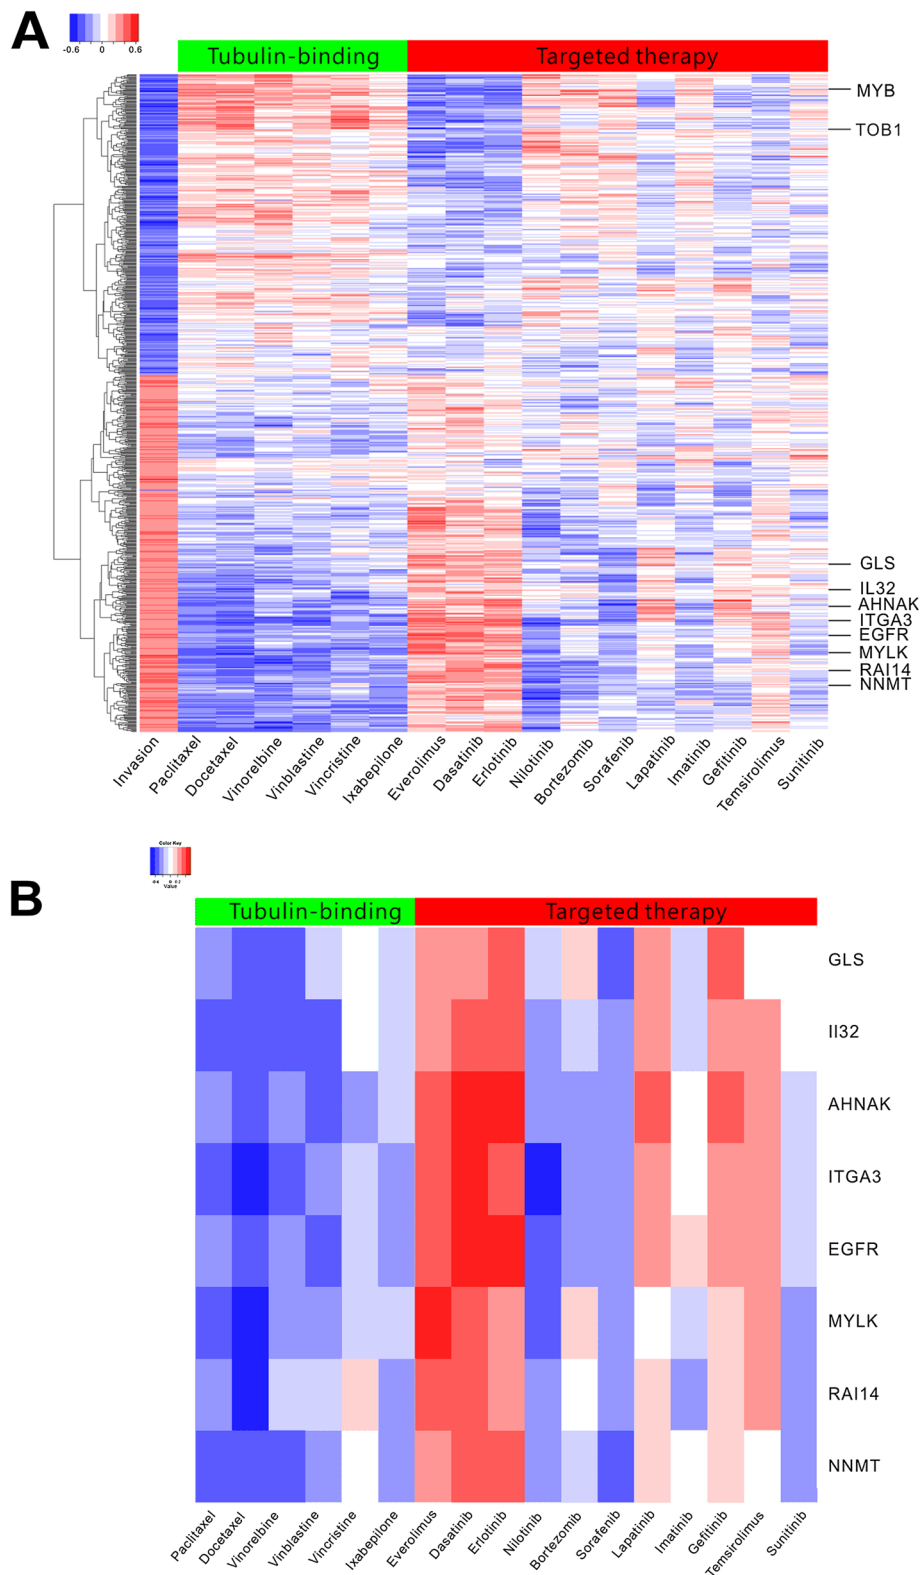 A
-0.6 0 0.6
Tubulin-binding Targeted therapy
MYB
TOB1
GLS
IL32
AHNAK
ITGA3
EGFR
MYLK
RAI14
NNMT
Invasion Paclitaxel Docetaxel Vinorelbine Vinblastine Vincristine Ixabepilone Everolimus Dasatinib Erlotinib Nilotinib Bortezomib Sorafenib Lapatinib Imatinib Gefitinib Temsirolimus Sunitinib
Color Key
Value
B
Tubulin-binding Targeted therapy
GLS
Il32
AHNAK
ITGA3
EGFR
MYLK
RAI14
NNMT
Paclitaxel Docetaxel Vinorelbine Vinblastine Vincristine Ixabepilone Everolimus Dasatinib Erlotinib Nilotinib Bortezomib Sorafenib Lapatinib Imatinib Gefitinib Temsirolimus Sunitinib